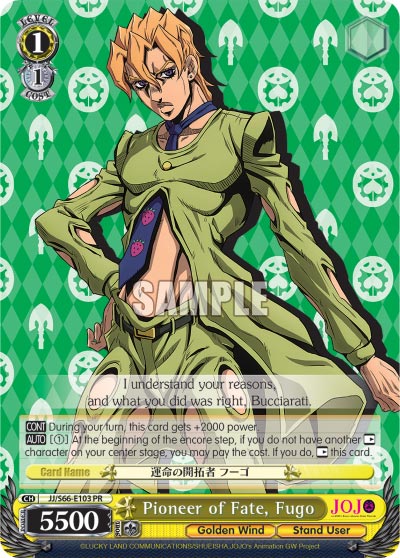 LEVEL
1
1
COST
SAMPLE
I understand your reasons,
and what you did was right, Bucciarati.
CONT During your turn, this card gets +2000 power.
AUTO [①] At the beginning of the encore step, if you do not have another
character on your center stage, you may pay cost. If you do, this card.
Card Name 運命の開拓者 フーゴ
CH JJ/S66-E103 PR
5500
Pioneer of Fate, Fugo
JOJO
Golden Wind Stand User
©LUCKY LAND COMMUNICATIONS/SHUEISHA,JOJO's Animation GW Project